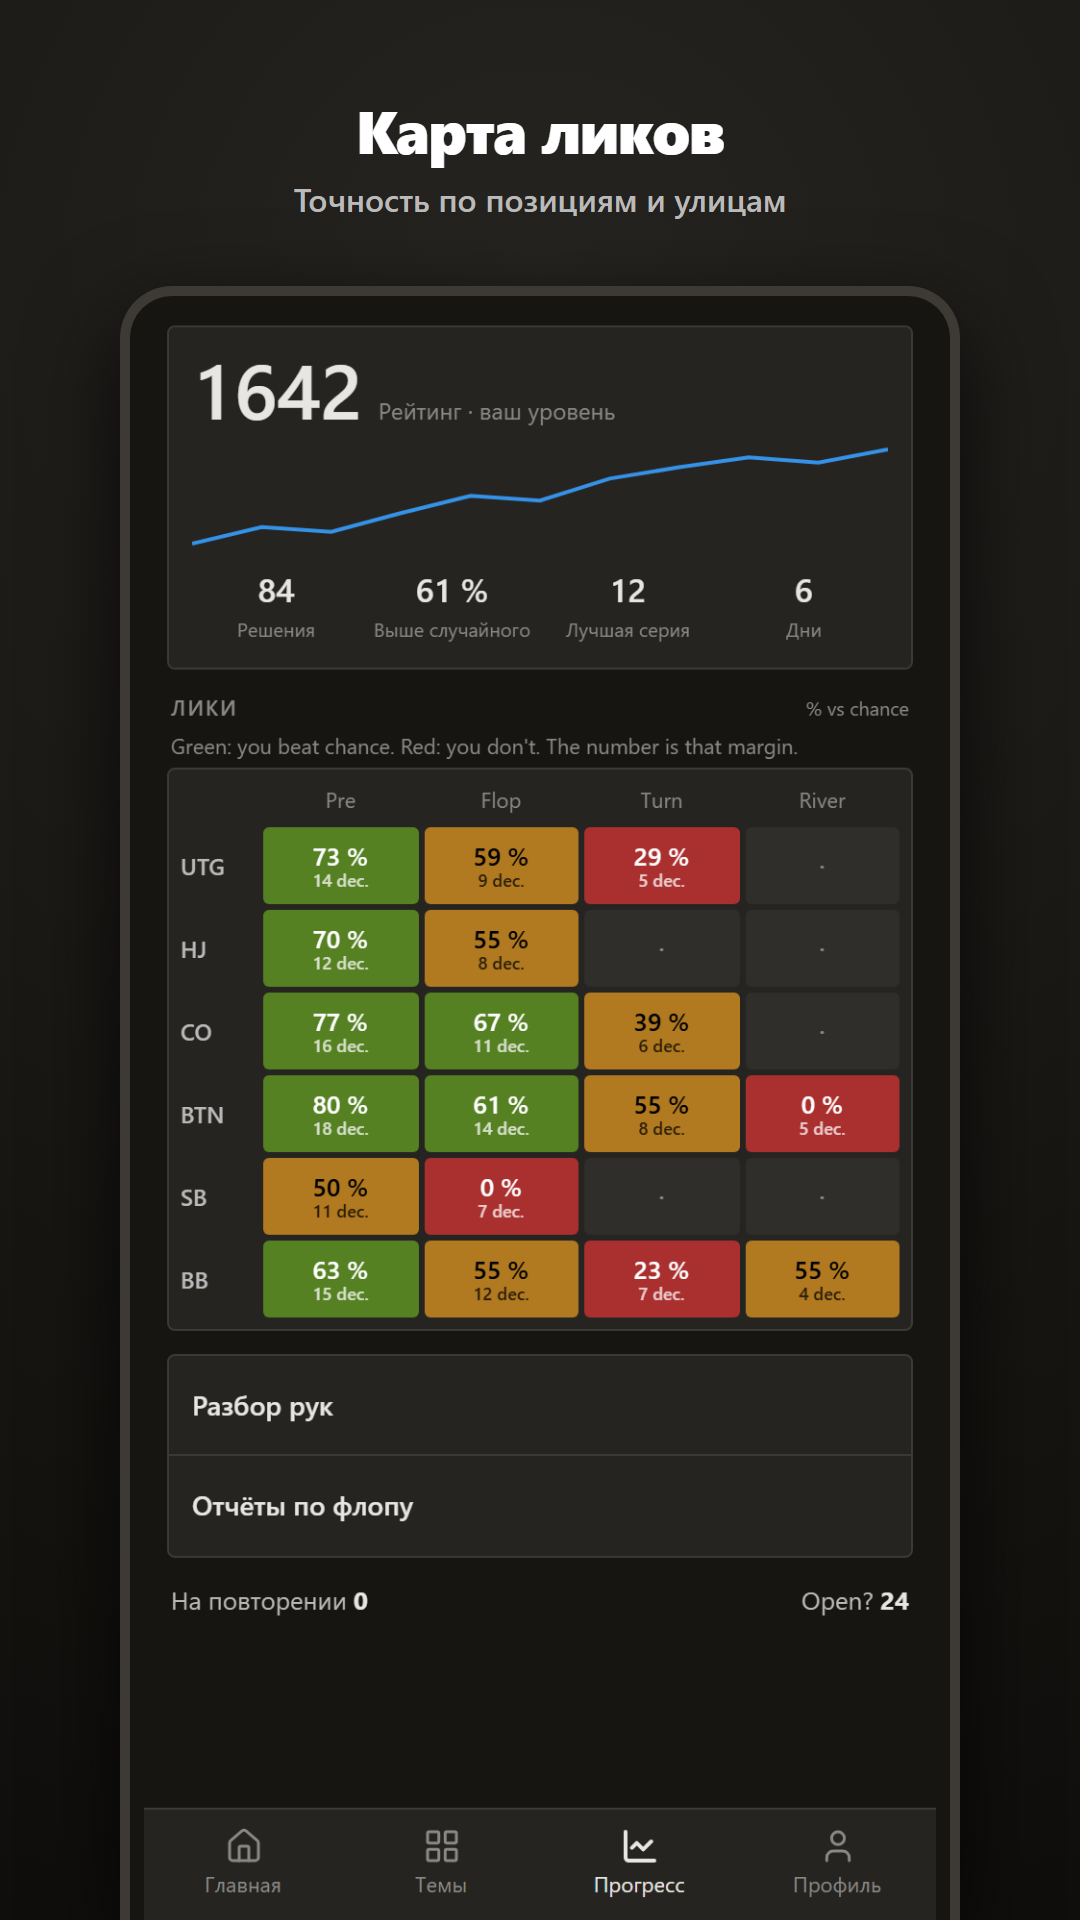 Карта ликов
Точность по позициям и улицам
1642 Рейтинг · ваш уровень
84 61 % 12 6
Решения Выше случайного Лучшая серия Дни
ЛИКИ % vs chance
Green: you beat chance. Red: you don't. The number is that margin.
Pre Flop Turn River
UTG 73 % 59 % 29 % ·
14 dec. 9 dec. 5 dec.
HJ 70 % 55 % · ·
12 dec. 8 dec.
CO 77 % 67 % 39 % ·
16 dec. 11 dec. 6 dec.
BTN 80 % 61 % 55 % 0 %
18 dec. 14 dec. 8 dec. 5 dec.
SB 50 % 0 % · ·
11 dec. 7 dec.
BB 63 % 55 % 23 % 55 %
15 dec. 12 dec. 7 dec. 4 dec.
Разбор рук
Отчёты по флопу
На повторении 0 Open? 24
Главная Темы Прогресс Профиль